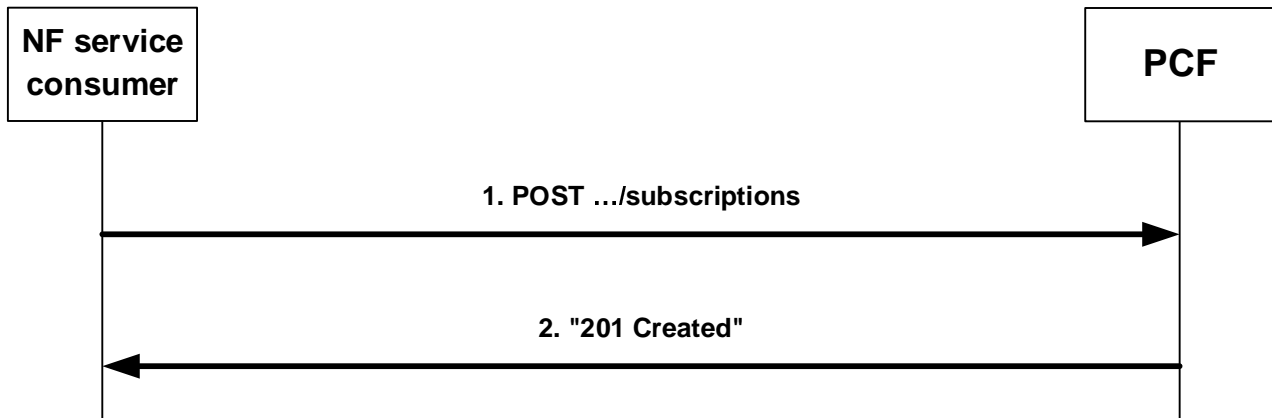 NF service
consumer
PCF
1. POST …/subscriptions
2. "201 Created"